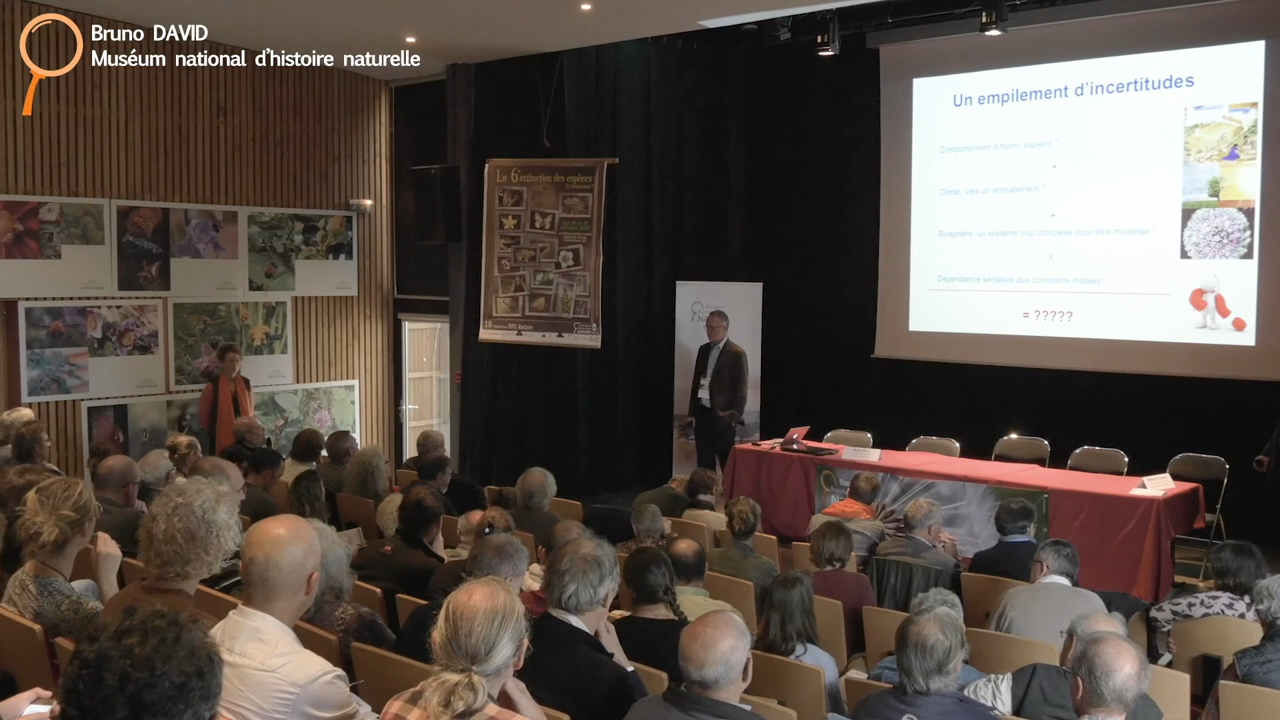 Bruno DAVID
Muséum national d'histoire naturelle
Un empilement d'incertitudes
Comportement d'Homo sapiens ?
+
Climat, vers un emballement ?
+
Biosphère, un système trop complexe pour être modélisé ?
Dépendance sensitive aux conditions initiales
= ?????
La 6e extinction des espèces